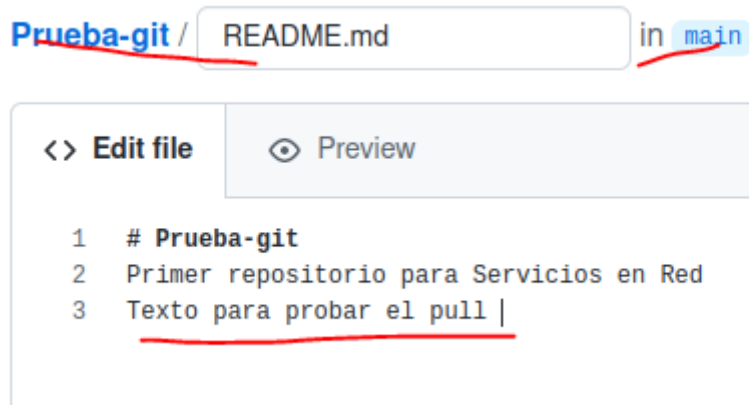 Prueba-git / README.md in main
<> Edit file Preview
1 # Prueba-git
2 Primer repositorio para Servicios en Red
3 Texto para probar el pull